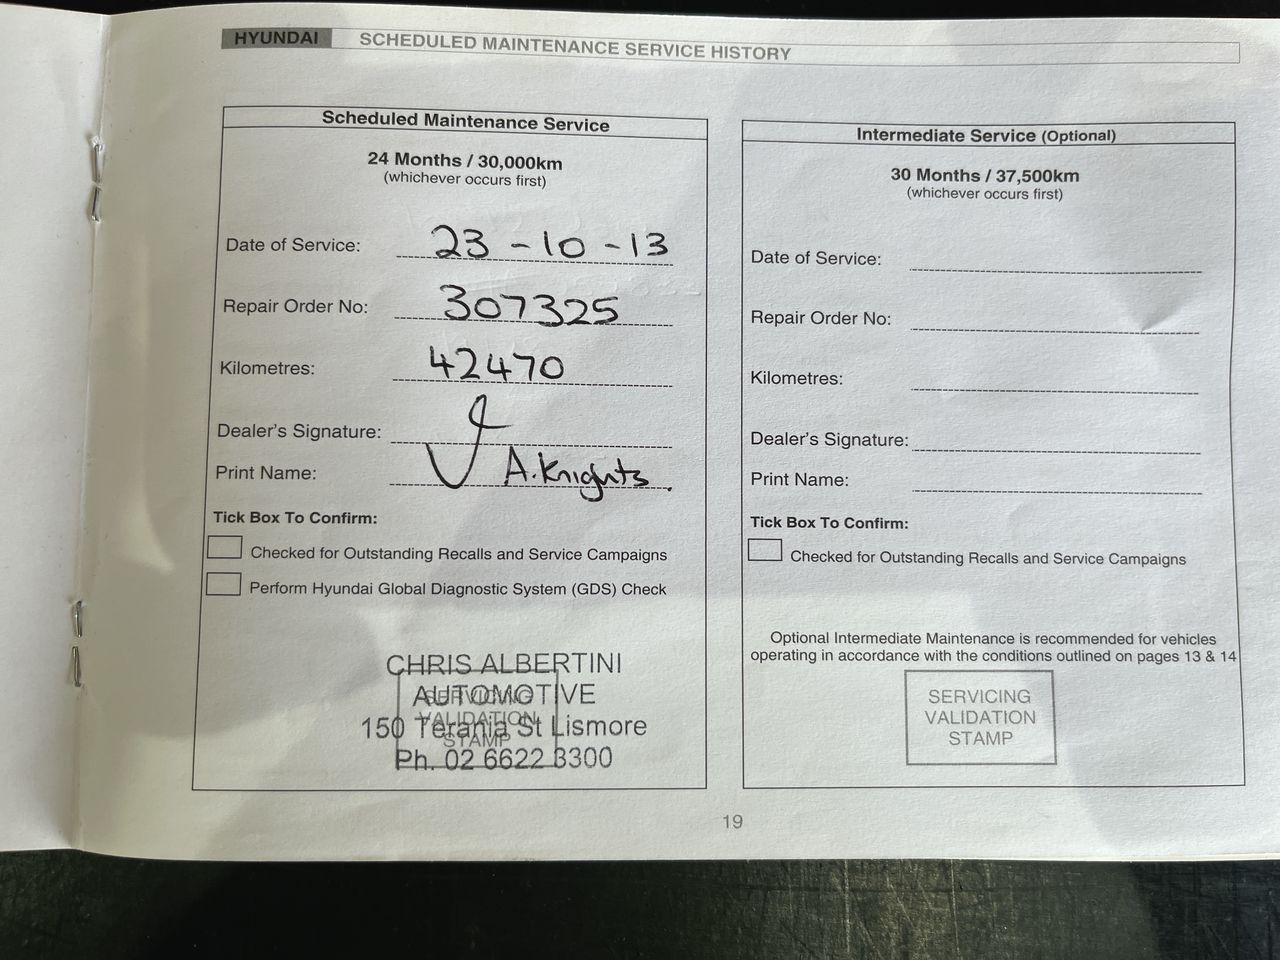 HYUNDAI SCHEDULED MAINTENANCE SERVICE HISTORY
Scheduled Maintenance Service
24 Months / 30,000km
(whichever occurs first)
Date of Service: 23-10-13
Repair Order No: 307325
Kilometres: 42470
Dealer's Signature:
Print Name: A.Knights.
Tick Box To Confirm:
Checked for Outstanding Recalls and Service Campaigns
Perform Hyundai Global Diagnostic System (GDS) Check
CHRIS ALBERTINI
AUTOMOTIVE
150 Terania St Lismore
Ph. 02 6622 3300
SERVICING
VALIDATION
STAMP
Intermediate Service (Optional)
30 Months / 37,500km
(whichever occurs first)
Date of Service:
Repair Order No:
Kilometres:
Dealer's Signature:
Print Name:
Tick Box To Confirm:
Checked for Outstanding Recalls and Service Campaigns
Optional Intermediate Maintenance is recommended for vehicles
operating in accordance with the conditions outlined on pages 13 & 14
SERVICING
VALIDATION
STAMP
19